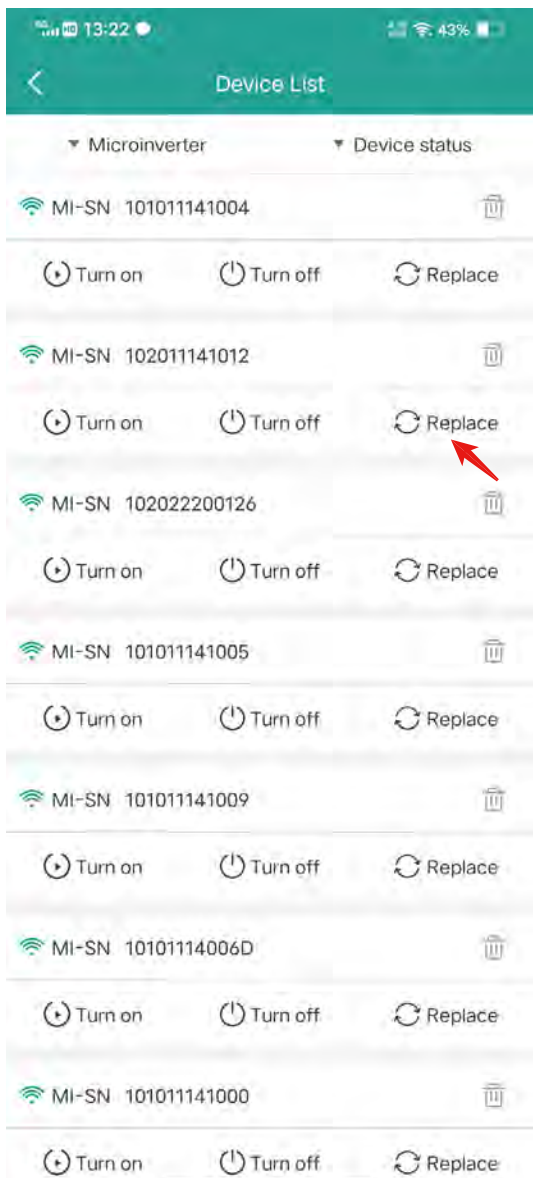 5G HD 13:22 43%
Device List
Microinverter Device status
MI-SN 101011141004
Turn on Turn off Replace
MI-SN 102011141012
Turn on Turn off Replace
MI-SN 102022200126
Turn on Turn off Replace
MI-SN 101011141005
Turn on Turn off Replace
MI-SN 101011141009
Turn on Turn off Replace
MI-SN 10101114006D
Turn on Turn off Replace
MI-SN 101011141000
Turn on Turn off Replace